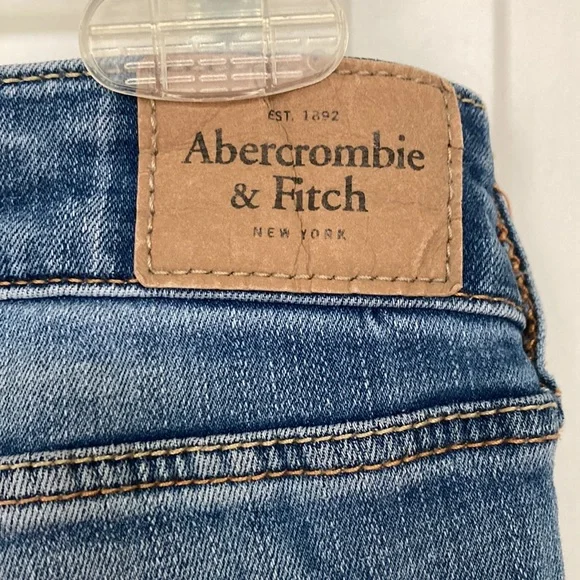 EST. 1892
Abercrombie
& Fitch
NEW YORK